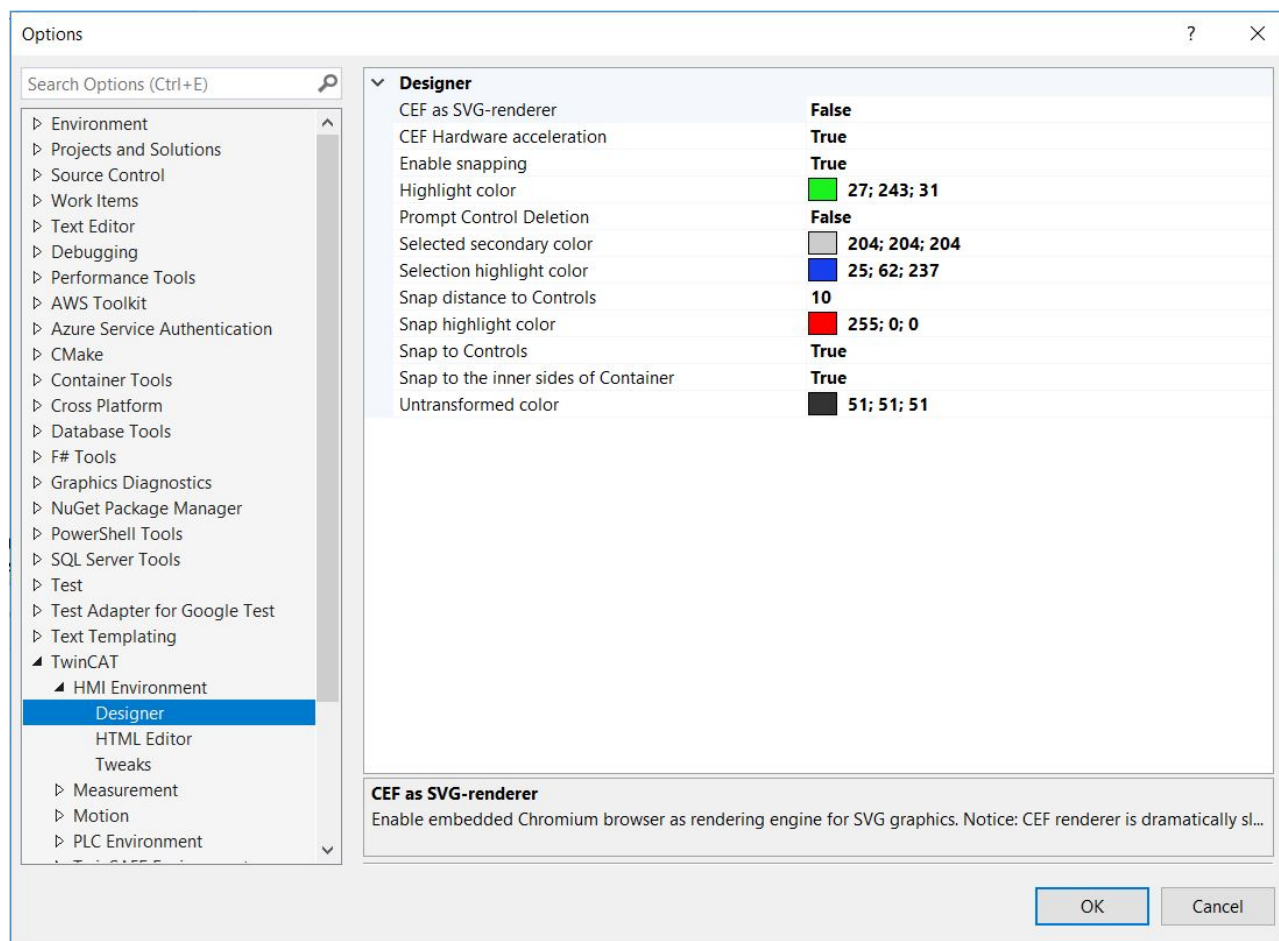 Options
?
Search Options (Ctrl+E)
Environment
Projects and Solutions
Source Control
Work Items
Text Editor
Debugging
Performance Tools
AWS Toolkit
Azure Service Authentication
CMake
Container Tools
Cross Platform
Database Tools
F# Tools
Graphics Diagnostics
NuGet Package Manager
PowerShell Tools
SQL Server Tools
Test
Test Adapter for Google Test
Text Templating
TwinCAT
HMI Environment
Designer
HTML Editor
Tweaks
Measurement
Motion
PLC Environment
Designer
CEF as SVG-renderer False
CEF Hardware acceleration True
Enable snapping True
Highlight color 27; 243; 31
Prompt Control Deletion False
Selected secondary color 204; 204; 204
Selection highlight color 25; 62; 237
Snap distance to Controls 10
Snap highlight color 255; 0; 0
Snap to Controls True
Snap to the inner sides of Container True
Untransformed color 51; 51; 51
CEF as SVG-renderer
Enable embedded Chromium browser as rendering engine for SVG graphics. Notice: CEF renderer is dramatically sl...
OK
Cancel